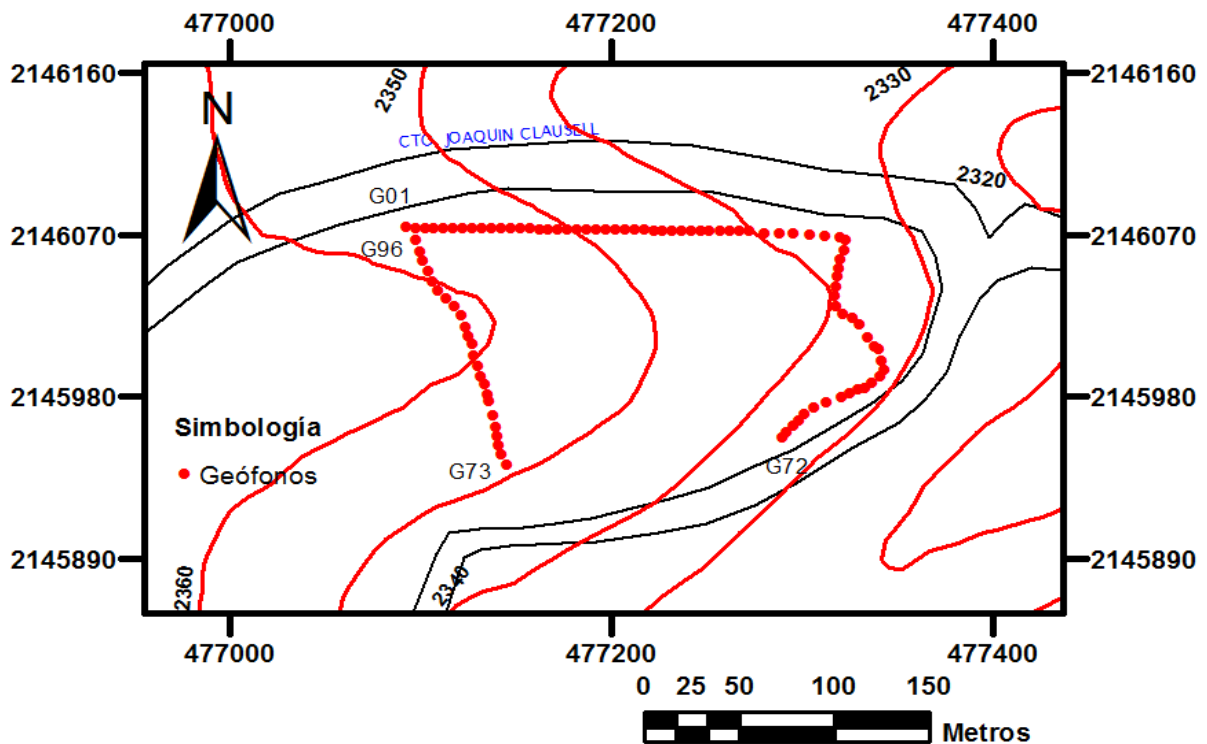 477000 477200 477400
2146160 2146160
2350
2330
N
CTO. JOAQUIN CLAUSELL
2320
G01
2146070 2146070
G96
2145980 2145980
Simbología
G72
G73
Geófonos
2145890 2145890
2360
2340
477000 477200 477400
0 25 50 100 150
Metros